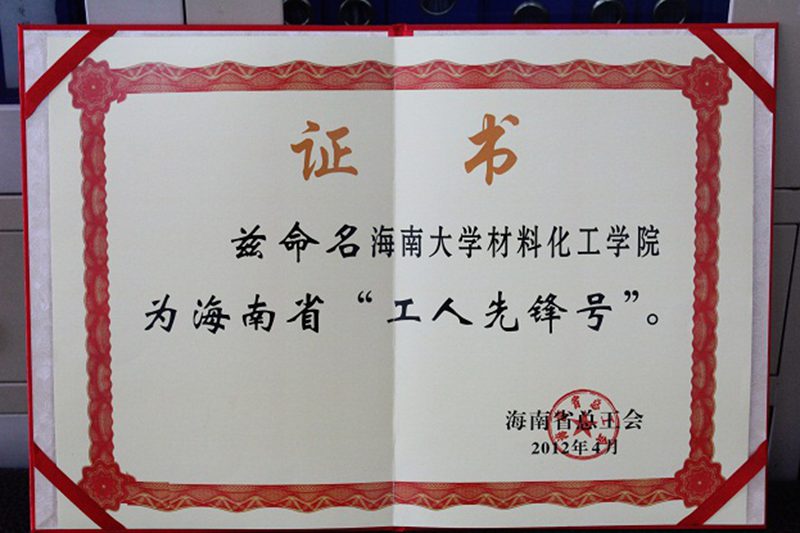 证 书
兹命名海南大学材料化工学院
为海南省“工人先锋号”。
海南省总工会
2012年4月